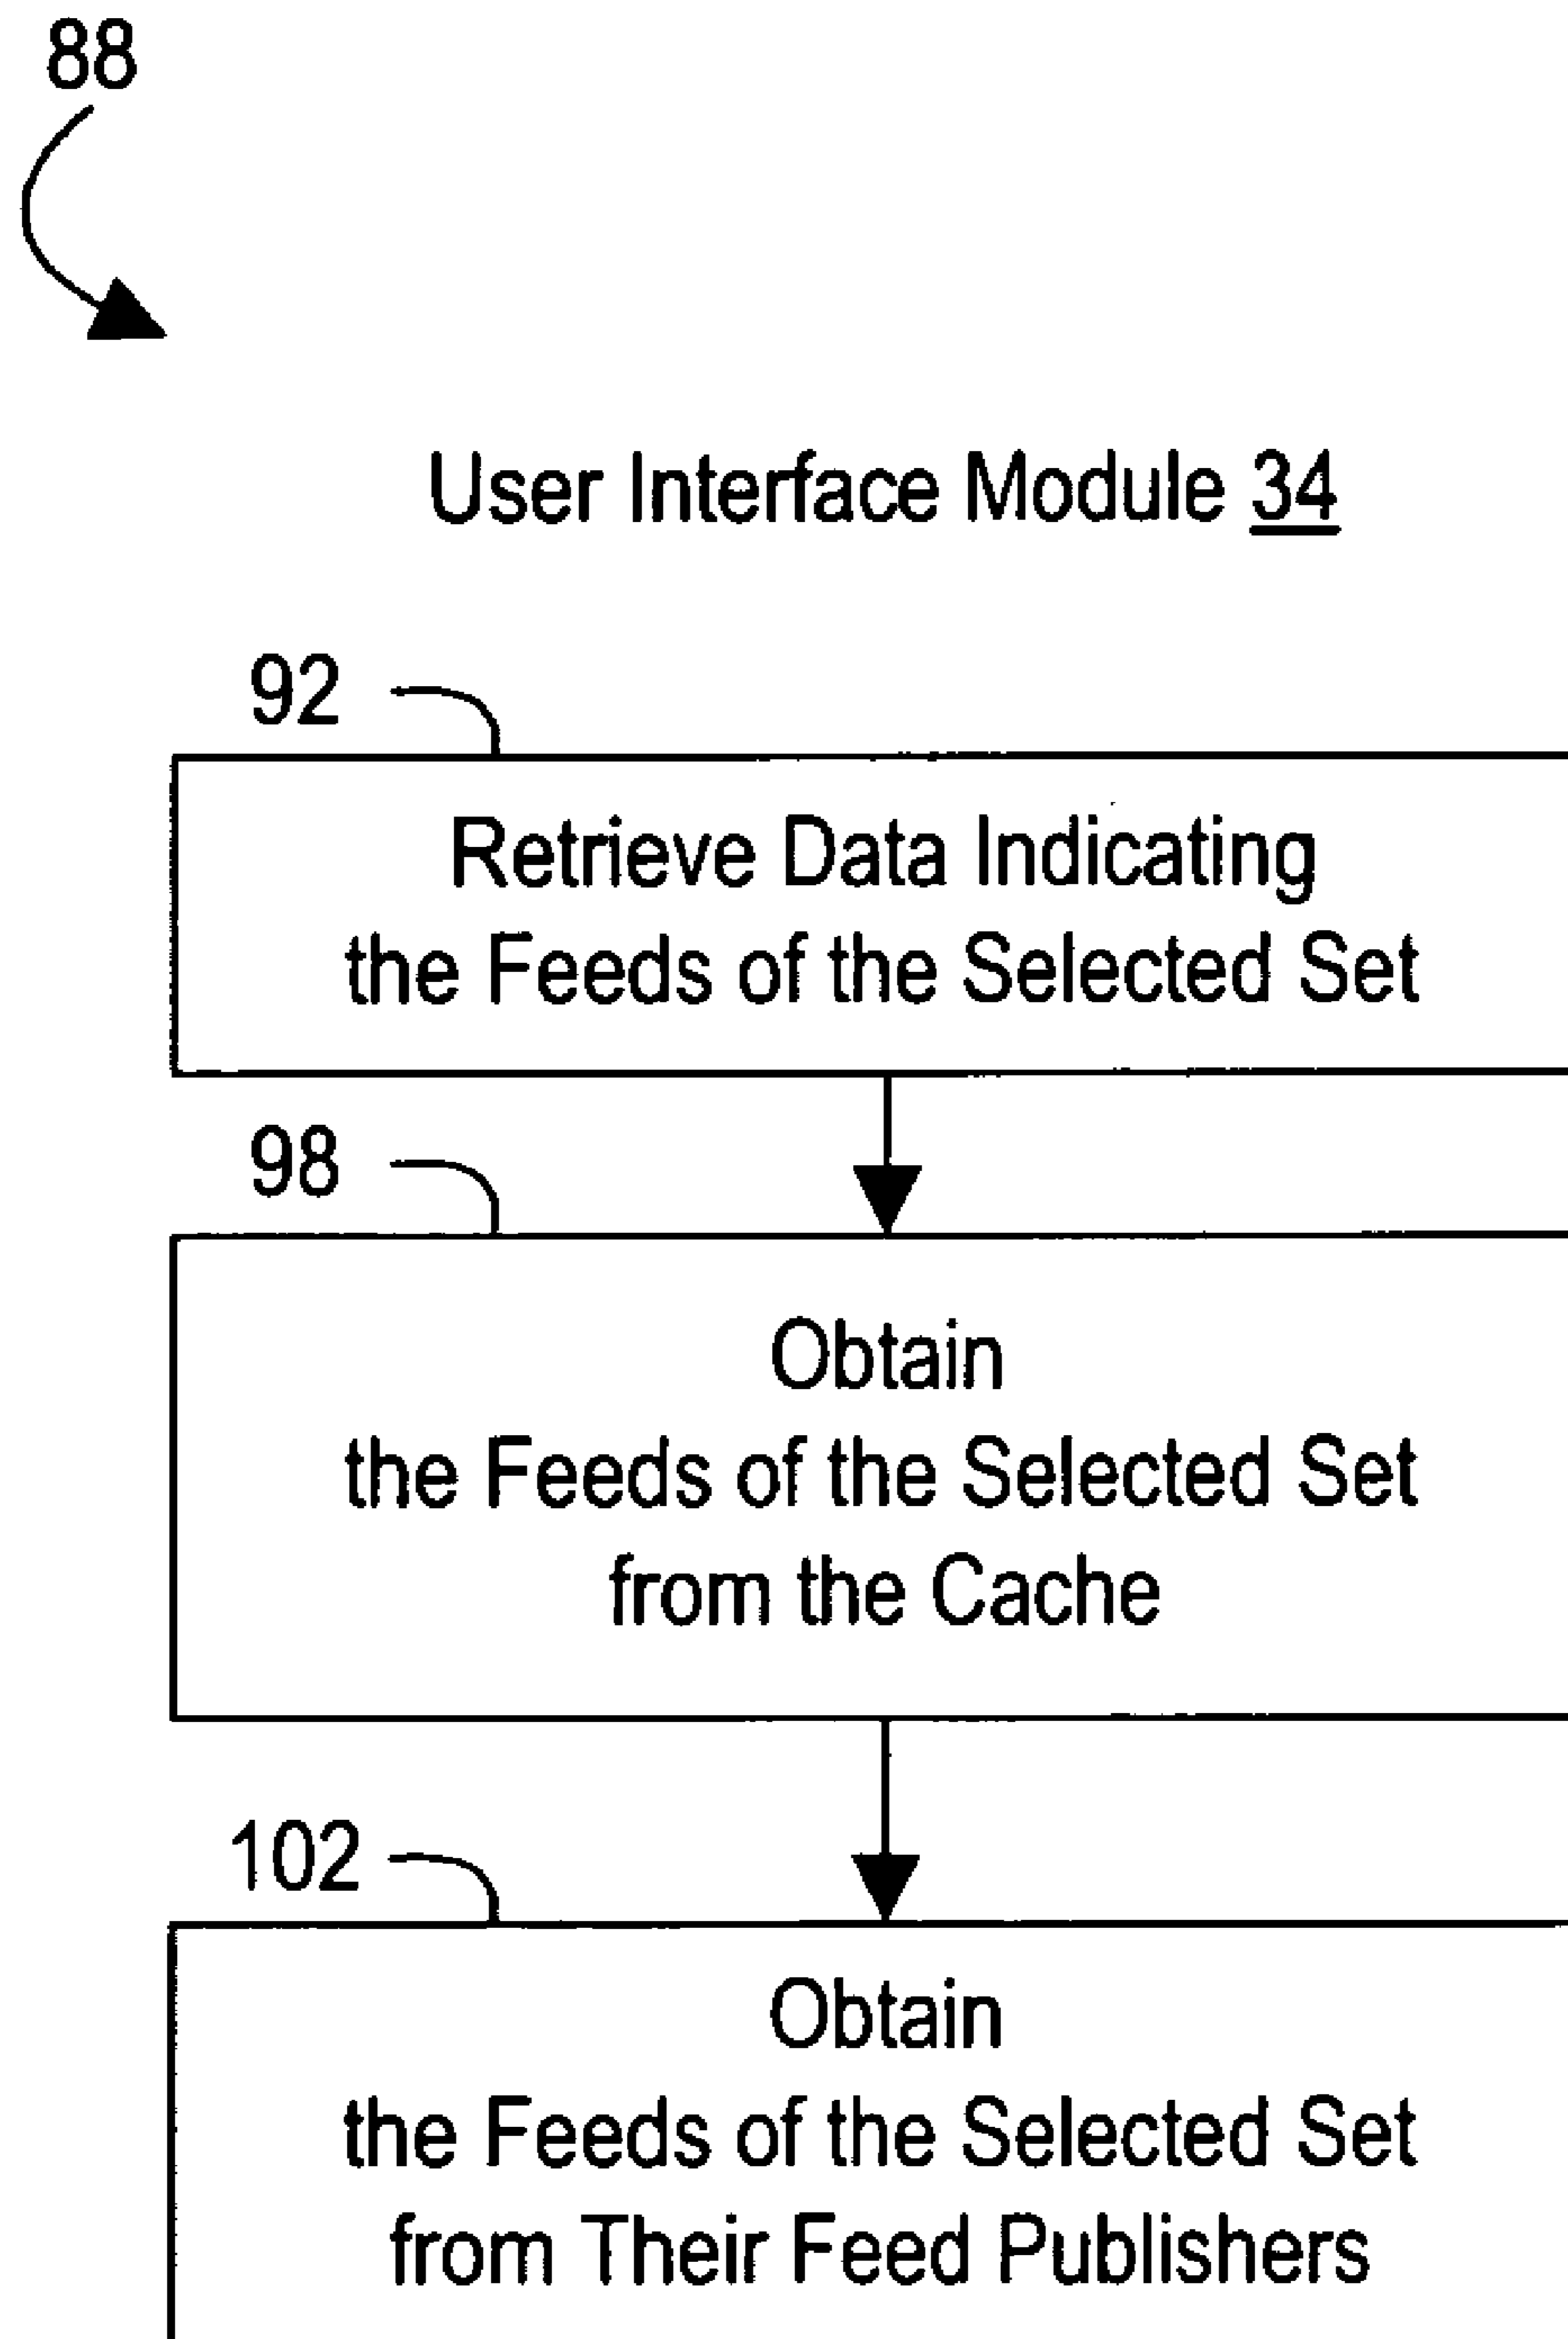 88
User Interface Module 34
92
Retrieve Data Indicating
the Feeds of the Selected Set
98
Obtain
the Feeds of the Selected Set
from the Cache
102
Obtain
the Feeds of the Selected Set
from Their Feed Publishers